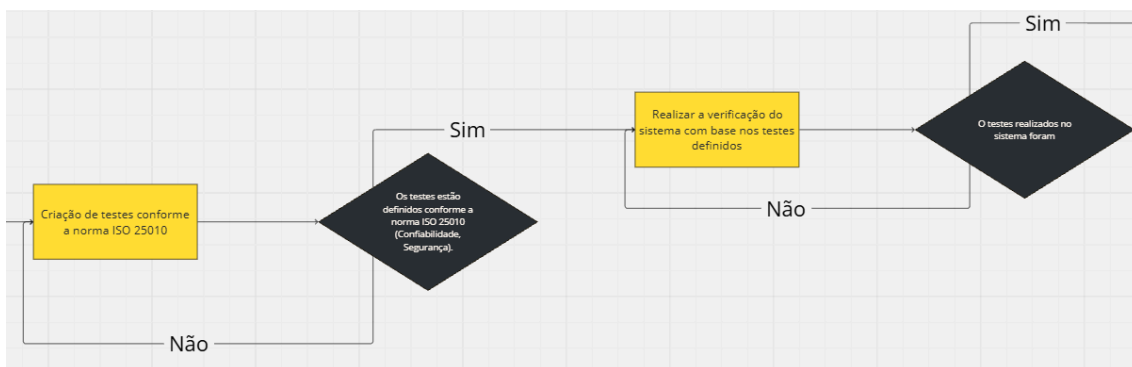 Criação de testes conforme
a norma ISO 25010
Os testes estão
definidos conforme a
norma ISO 25010
(Confiabilidade,
Segurança).
Sim
Não
Realizar a verificação do
sistema com base nos testes
definidos
O testes realizados no
sistema foram
Sim
Não